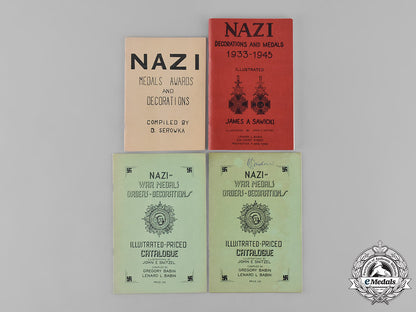 NAZI
MEDALS AWARDS
AND
DECORATIONS
COMPILED BY
D. SEROWKA
NAZI
DECORATIONS AND MEDALS
1933-1945
ILLUSTRATED
JAMES A. SAWICKI
NAZI-
WAR MEDALS
ORDERS-DECORATIONS
ILLUSTRATED-PRICED
CATALOGUE
JOHN E. SNITZEL
GREGORY BABIN
LENARD L. BABIN
NAZI-
WAR MEDALS
ORDERS-DECORATIONS
ILLUSTRATED-PRICED
CATALOGUE
JOHN E. SNITZEL
GREGORY BABIN
LENARD L. BABIN
eMedals